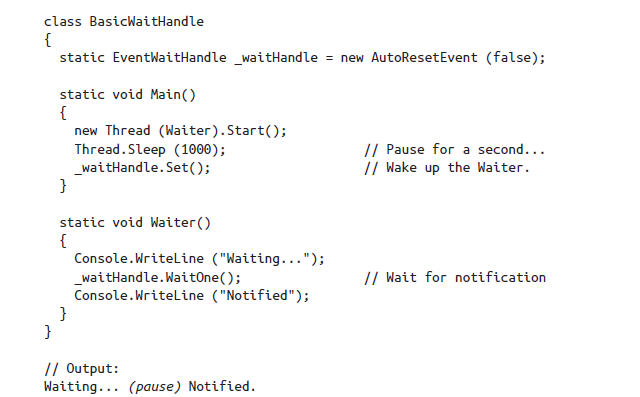 class BasicWaitHandle
{
  static EventWaitHandle _waitHandle = new AutoResetEvent (false);

  static void Main()
  {
    new Thread (Waiter).Start();
    Thread.Sleep (1000);                  // Pause for a second...
    _waitHandle.Set();                    // Wake up the Waiter.
  }

  static void Waiter()
  {
    Console.WriteLine ("Waiting...");
    _waitHandle.WaitOne();                // Wait for notification
    Console.WriteLine ("Notified");
  }
}

// Output:
Waiting... (pause) Notified.